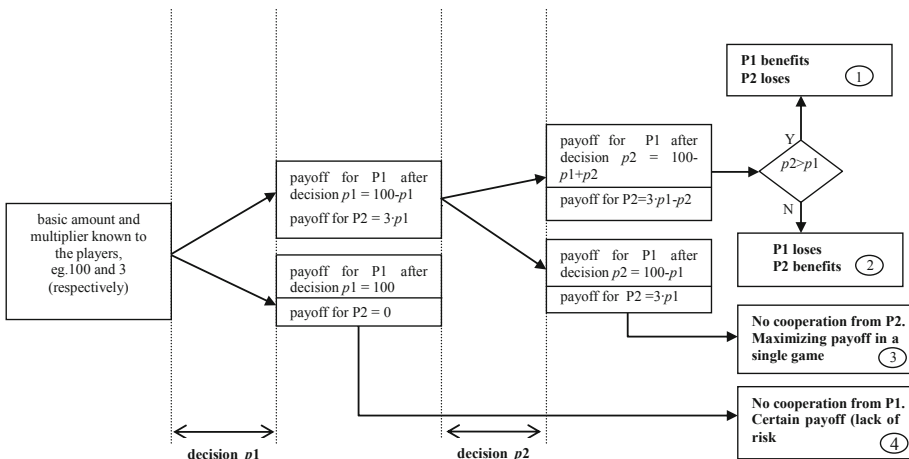 basic amount and
multiplier known to
the players,
eg.100 and 3
(respectively)
payoff for P1 after
decision p1 = 100-p1
payoff for P2 = 3·p1
payoff for P1 after
decision p1 = 100
payoff for P2 = 0
payoff for P1 after
decision p2 = 100-
p1+p2
payoff for P2=3·p1-p2
payoff for P1 after
decision p2 = 100-p1
payoff for P2 =3·p1
Y
p2>p1
N
P1 benefits
P2 loses
1
P1 loses
P2 benefits
2
No cooperation from P2.
Maximizing payoff in a
single game
3
No cooperation from P1.
Certain payoff (lack of
risk
4
decision p1
decision p2